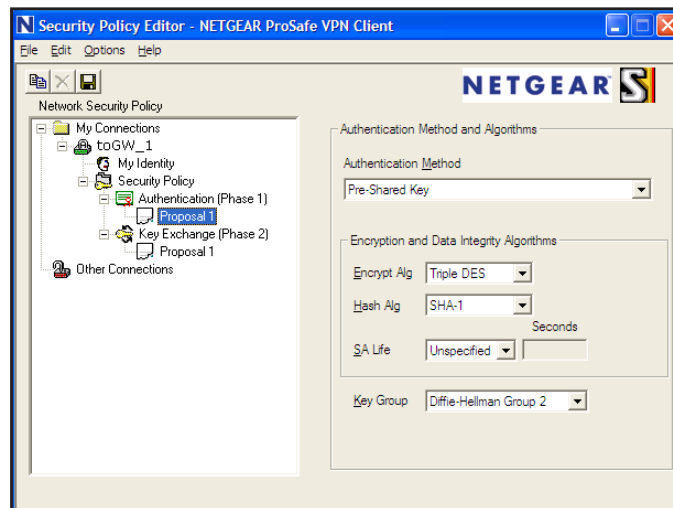 Security Policy Editor - NETGEAR ProSafe VPN Client
File Edit Options Help
NETGEAR
Network Security Policy
My Connections
toGW_1
My Identity
Security Policy
Authentication (Phase 1)
Proposal 1
Key Exchange (Phase 2)
Proposal 1
Other Connections
Authentication Method and Algorithms
Authentication Method
Pre-Shared Key
Encryption and Data Integrity Algorithms
Encrypt Alg Triple DES
Hash Alg SHA-1
Seconds
SA Life Unspecified
Key Group Diffie-Hellman Group 2